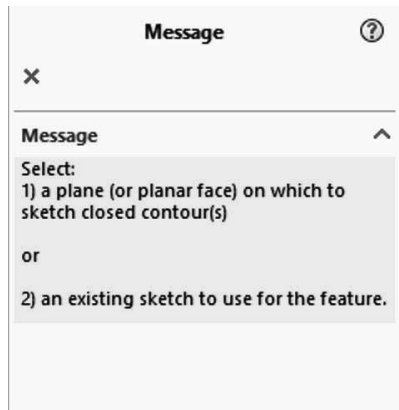 Message
Message
Select:
1) a plane (or planar face) on which to
sketch closed contour(s)
or
2) an existing sketch to use for the feature.